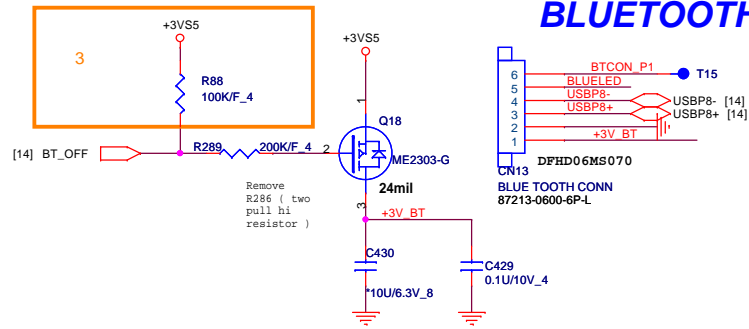 BLUETOOTH
+3VS5
3
R88
100K/F_4
+3VS5
1
Q18
ME2303-G
24mil
[14] BT_OFF
R289
200K/F_4
2
Remove
R286 ( two
pull hi
resistor )
3
+3V_BT
C430
*10U/6.3V_8
C429
0.1U/10V_4
6
BTCON_P1
T15
5
BLUELED
4
USBP8-
USBP8- [14]
3
USBP8+
USBP8+ [14]
2
1
+3V_BT
DFHD06MS070
CN13
BLUE TOOTH CONN
87213-0600-6P-L